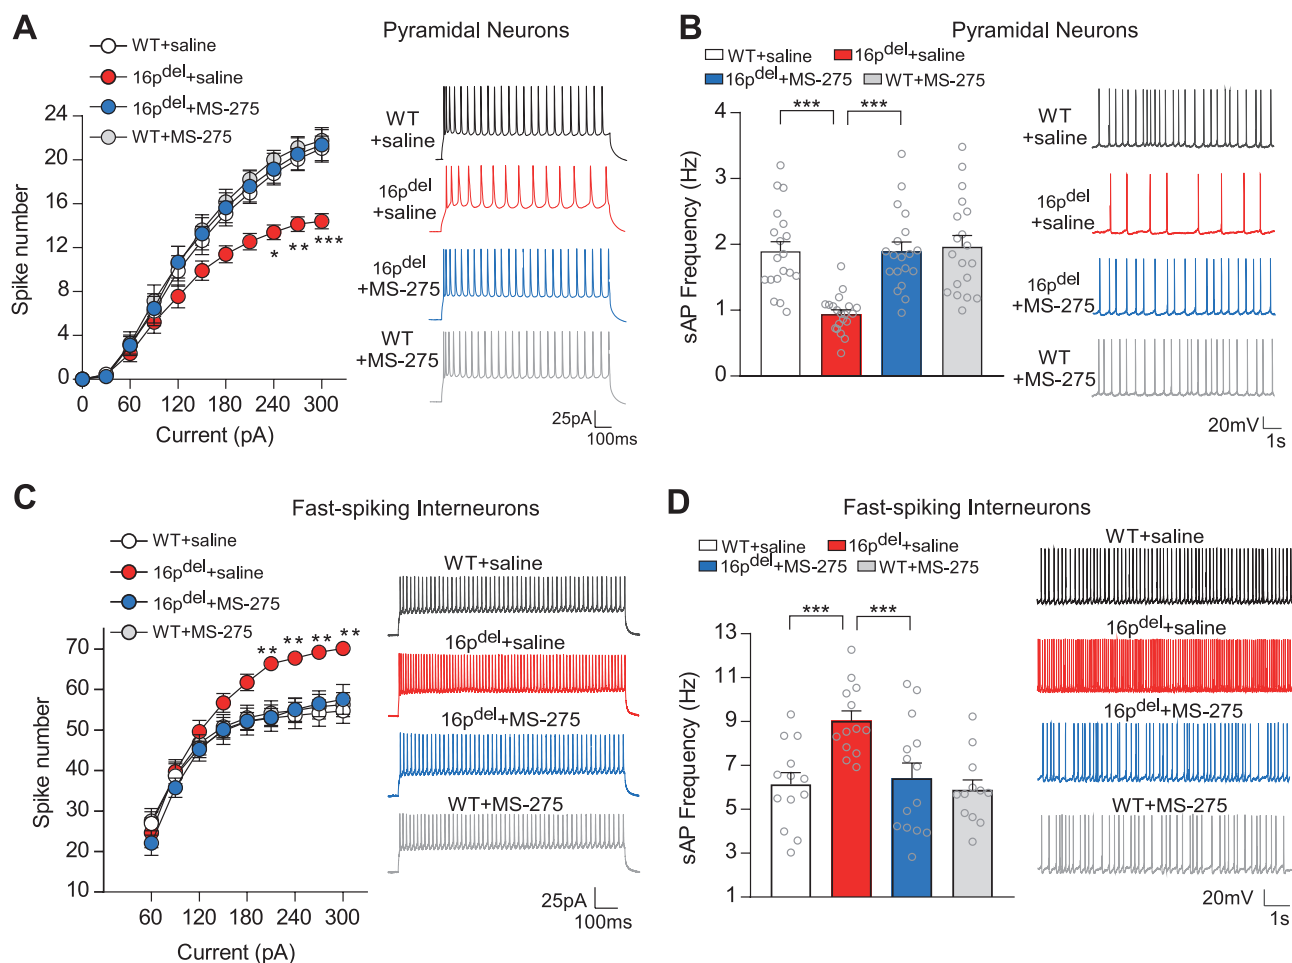 A
Pyramidal Neurons
WT+saline
16pdel+saline
16pdel+MS-275
WT+MS-275
24
20
16
12
8
4
0
Spike number
* ** ***
0 60 120 180 240 300
Current (pA)
WT
+saline
16pdel
+saline
16pdel
+MS-275
WT
+MS-275
25pA
100ms
B
Pyramidal Neurons
WT+saline 16pdel+saline
16pdel+MS-275 WT+MS-275
4
3
2
1
0
sAP Frequency (Hz)
*** ***
WT
+saline
16pdel
+saline
16pdel
+MS-275
WT
+MS-275
20mV
1s
C
Fast-spiking Interneurons
WT+saline
16pdel+saline
16pdel+MS-275
WT+MS-275
70
60
50
40
30
20
10
Spike number
** ** ** **
60 120 180 240 300
Current (pA)
WT+saline
16pdel+saline
16pdel+MS-275
WT+MS-275
25pA
100ms
D
Fast-spiking Interneurons
WT+saline 16pdel+saline
16pdel+MS-275 WT+MS-275
13
11
9
7
5
3
1
sAP Frequency (Hz)
*** ***
WT+saline
16pdel+saline
16pdel+MS-275
WT+MS-275
20mV
1s